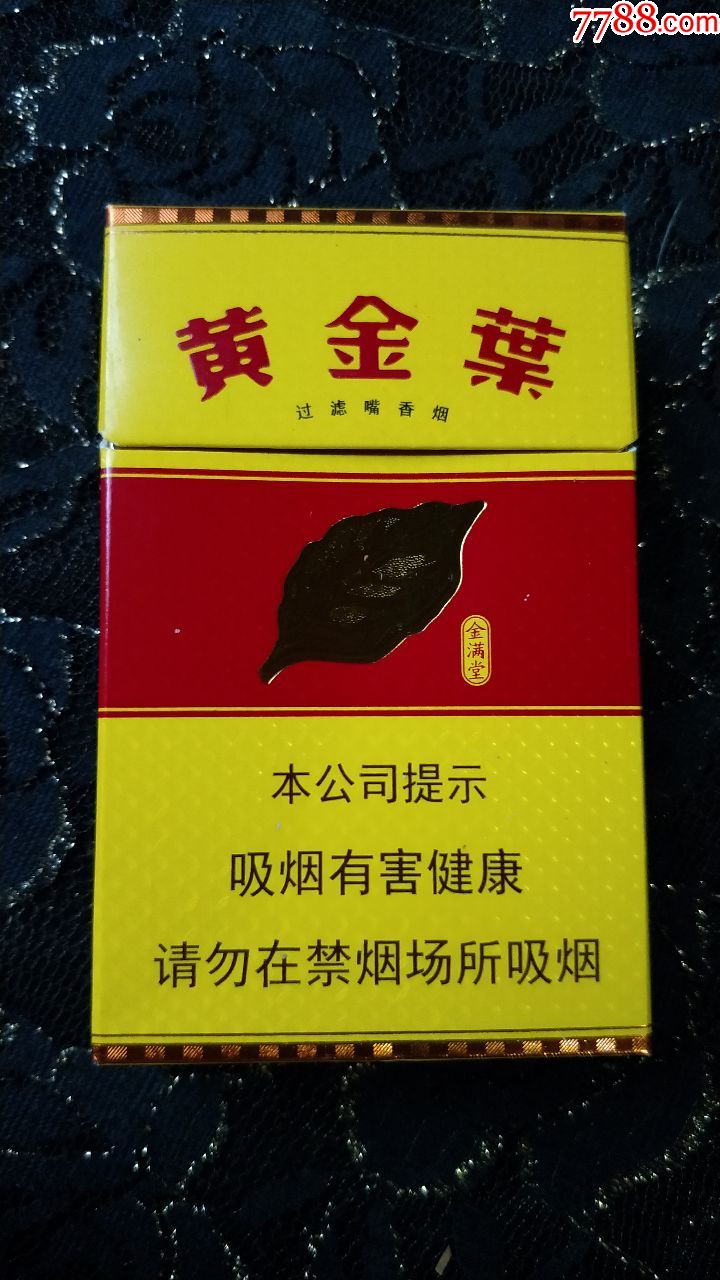 7788.com
黄金葉
过滤嘴香烟
金满堂
本公司提示
吸烟有害健康
请勿在禁烟场所吸烟